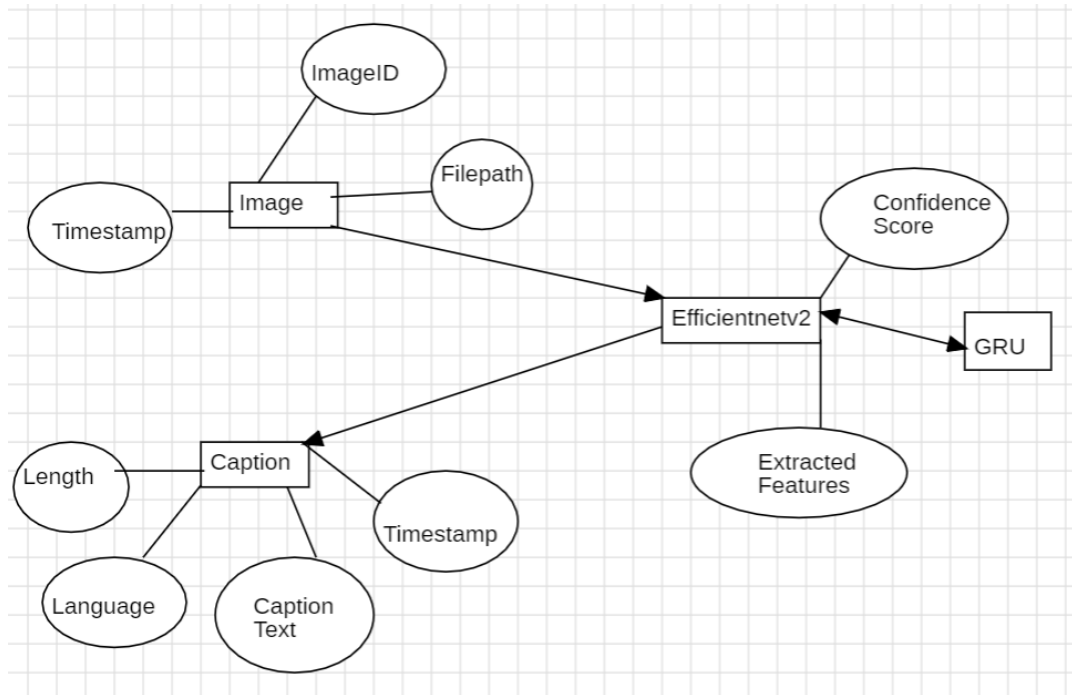 ImageID
Filepath
Image
Timestamp
Confidence
Score
Efficientnetv2
GRU
Caption
Length
Extracted
Features
Timestamp
Language
Caption
Text